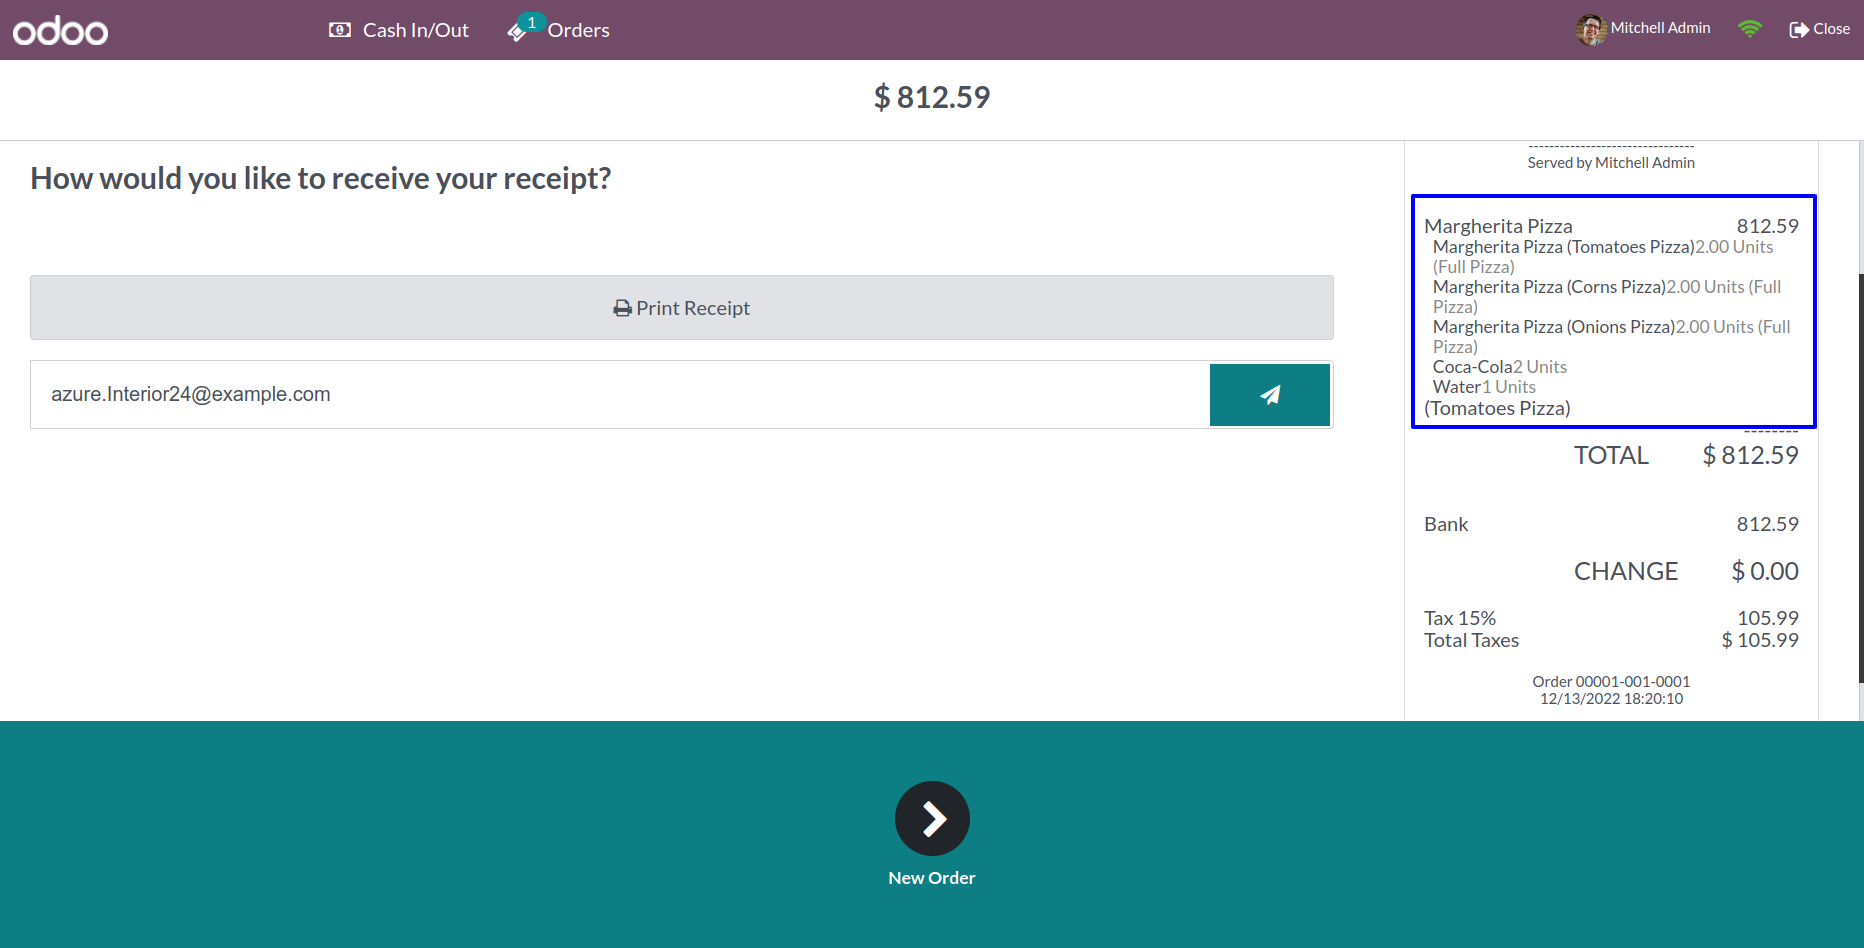 odoo
Cash In/Out
1
Orders
Mitchell Admin
Close
$ 812.59
How would you like to receive your receipt?
Print Receipt
azure.Interior24@example.com
--------------------------------
Served by Mitchell Admin
Margherita Pizza 812.59
Margherita Pizza (Tomatoes Pizza)2.00 Units
(Full Pizza)
Margherita Pizza (Corns Pizza)2.00 Units (Full
Pizza)
Margherita Pizza (Onions Pizza)2.00 Units (Full
Pizza)
Coca-Cola2 Units
Water1 Units
(Tomatoes Pizza)
--------
TOTAL $ 812.59
Bank 812.59
CHANGE $ 0.00
Tax 15% 105.99
Total Taxes $ 105.99
Order 00001-001-0001
12/13/2022 18:20:10
New Order